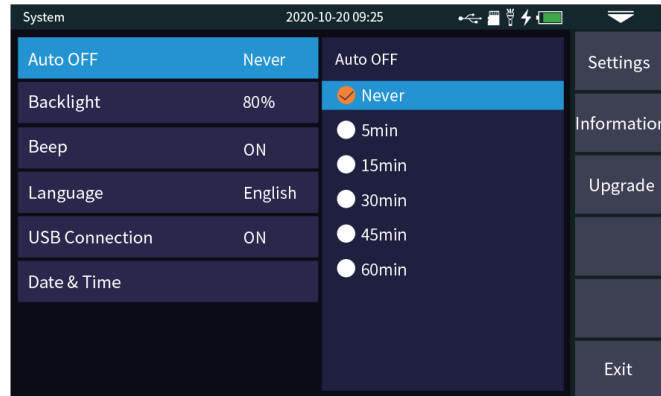 System 2020-10-20 09:25
Auto OFF Never
Backlight 80%
Beep ON
Language English
USB Connection ON
Date & Time
Auto OFF
Never
5min
15min
30min
45min
60min
Settings
Information
Upgrade
Exit